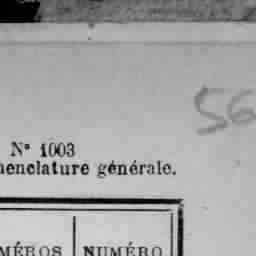 56
N° 1003
nenclature générale.
MÉROS NUMÉRO